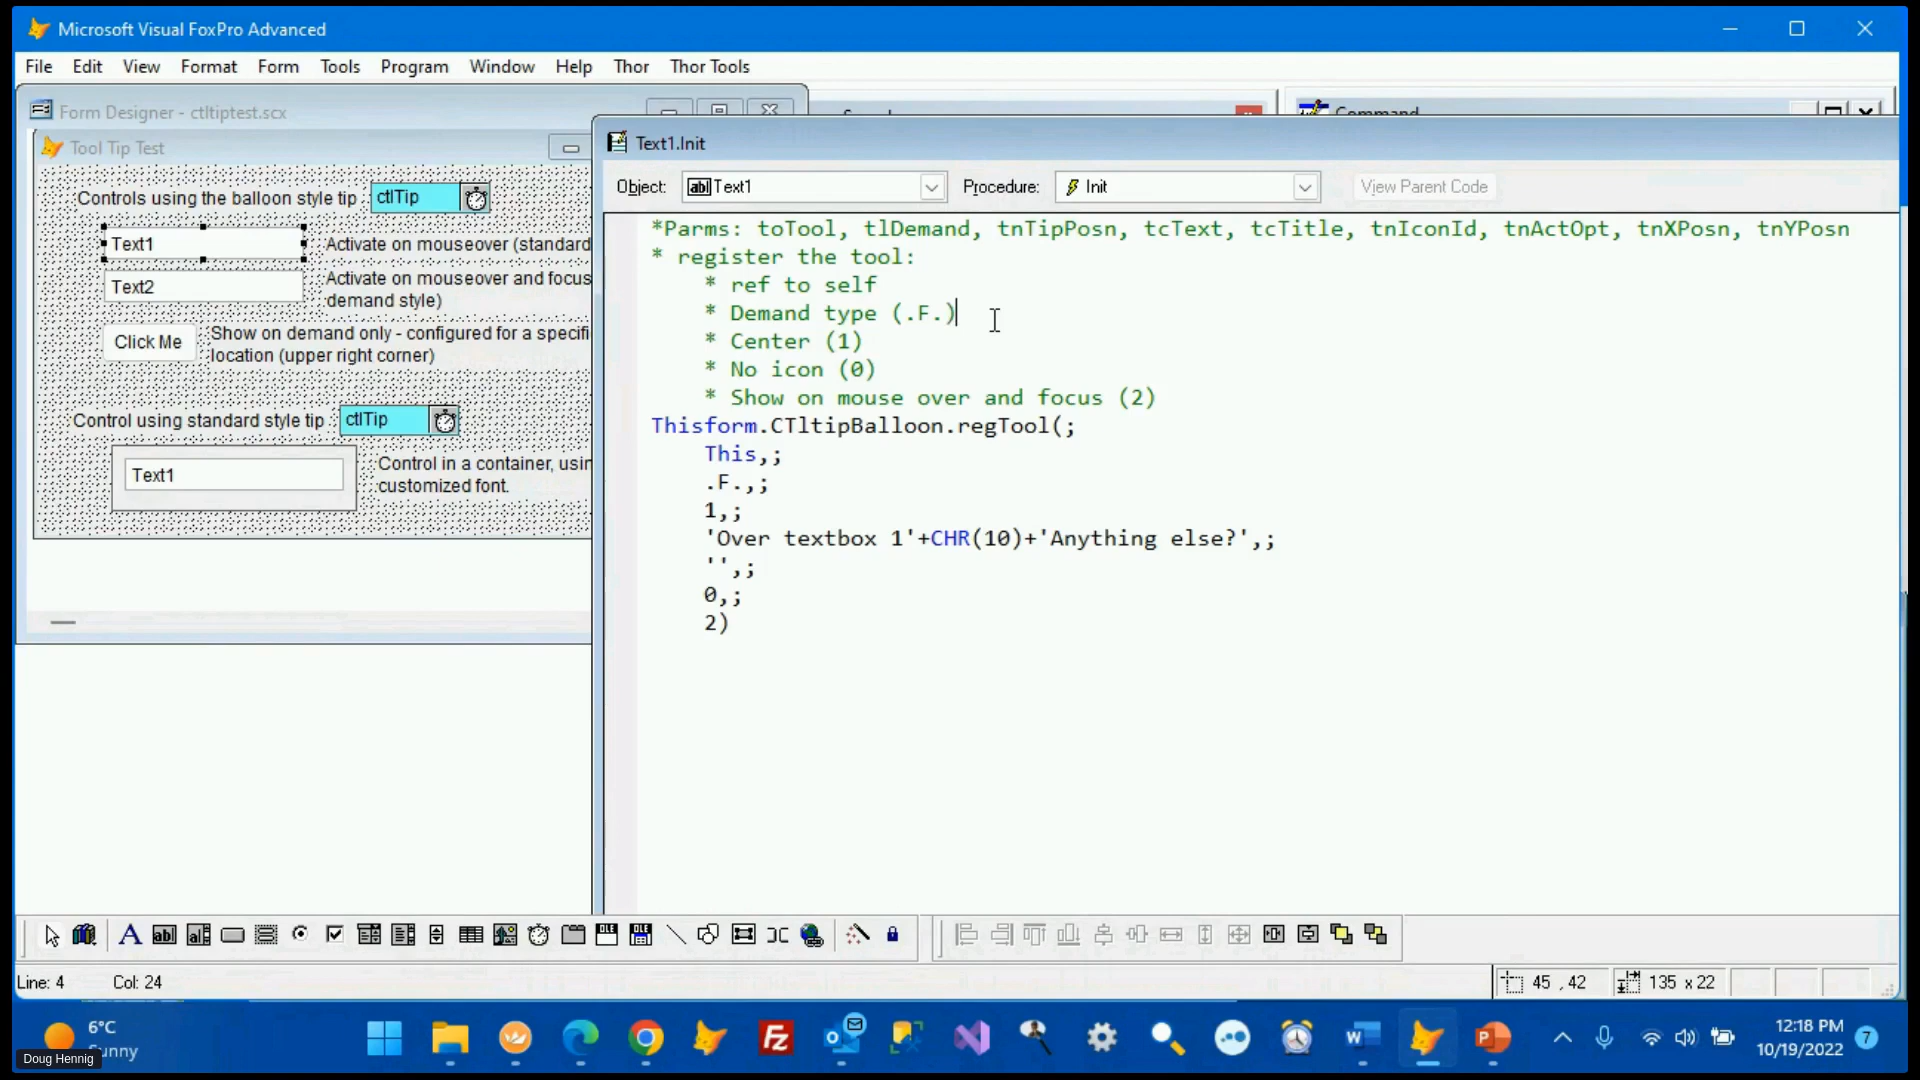 Microsoft Visual FoxPro Advanced
File Edit View Format Form Tools Program Window Help Thor Thor Tools
Form Designer - ctltiptest.scx
Command
Tool Tip Test
Controls using the balloon style tip ctlTip
Text1 Activate on mouseover (standard
Text2 Activate on mouseover and focus
demand style)
Click Me Show on demand only - configured for a specifi
location (upper right corner)
Control using standard style tip ctlTip
Text1 Control in a container, usin
customized font.
Text1.Init
Object: Text1 Procedure: Init View Parent Code
*Parms: toTool, tlDemand, tnTipPosn, tcText, tcTitle, tnIconId, tnActOpt, tnXPosn, tnYPosn
* register the tool:
* ref to self
* Demand type (.F.)
* Center (1)
* No icon (0)
* Show on mouse over and focus (2)
Thisform.CTltipBalloon.regTool(;
This,;
.F.,;
1,;
'Over textbox 1'+CHR(10)+'Anything else?',;
'',;
0,;
2)
Line: 4 Col: 24 45 , 42 135 x 22
6°C
Sunny
Doug Hennig
12:18 PM
10/19/2022
7